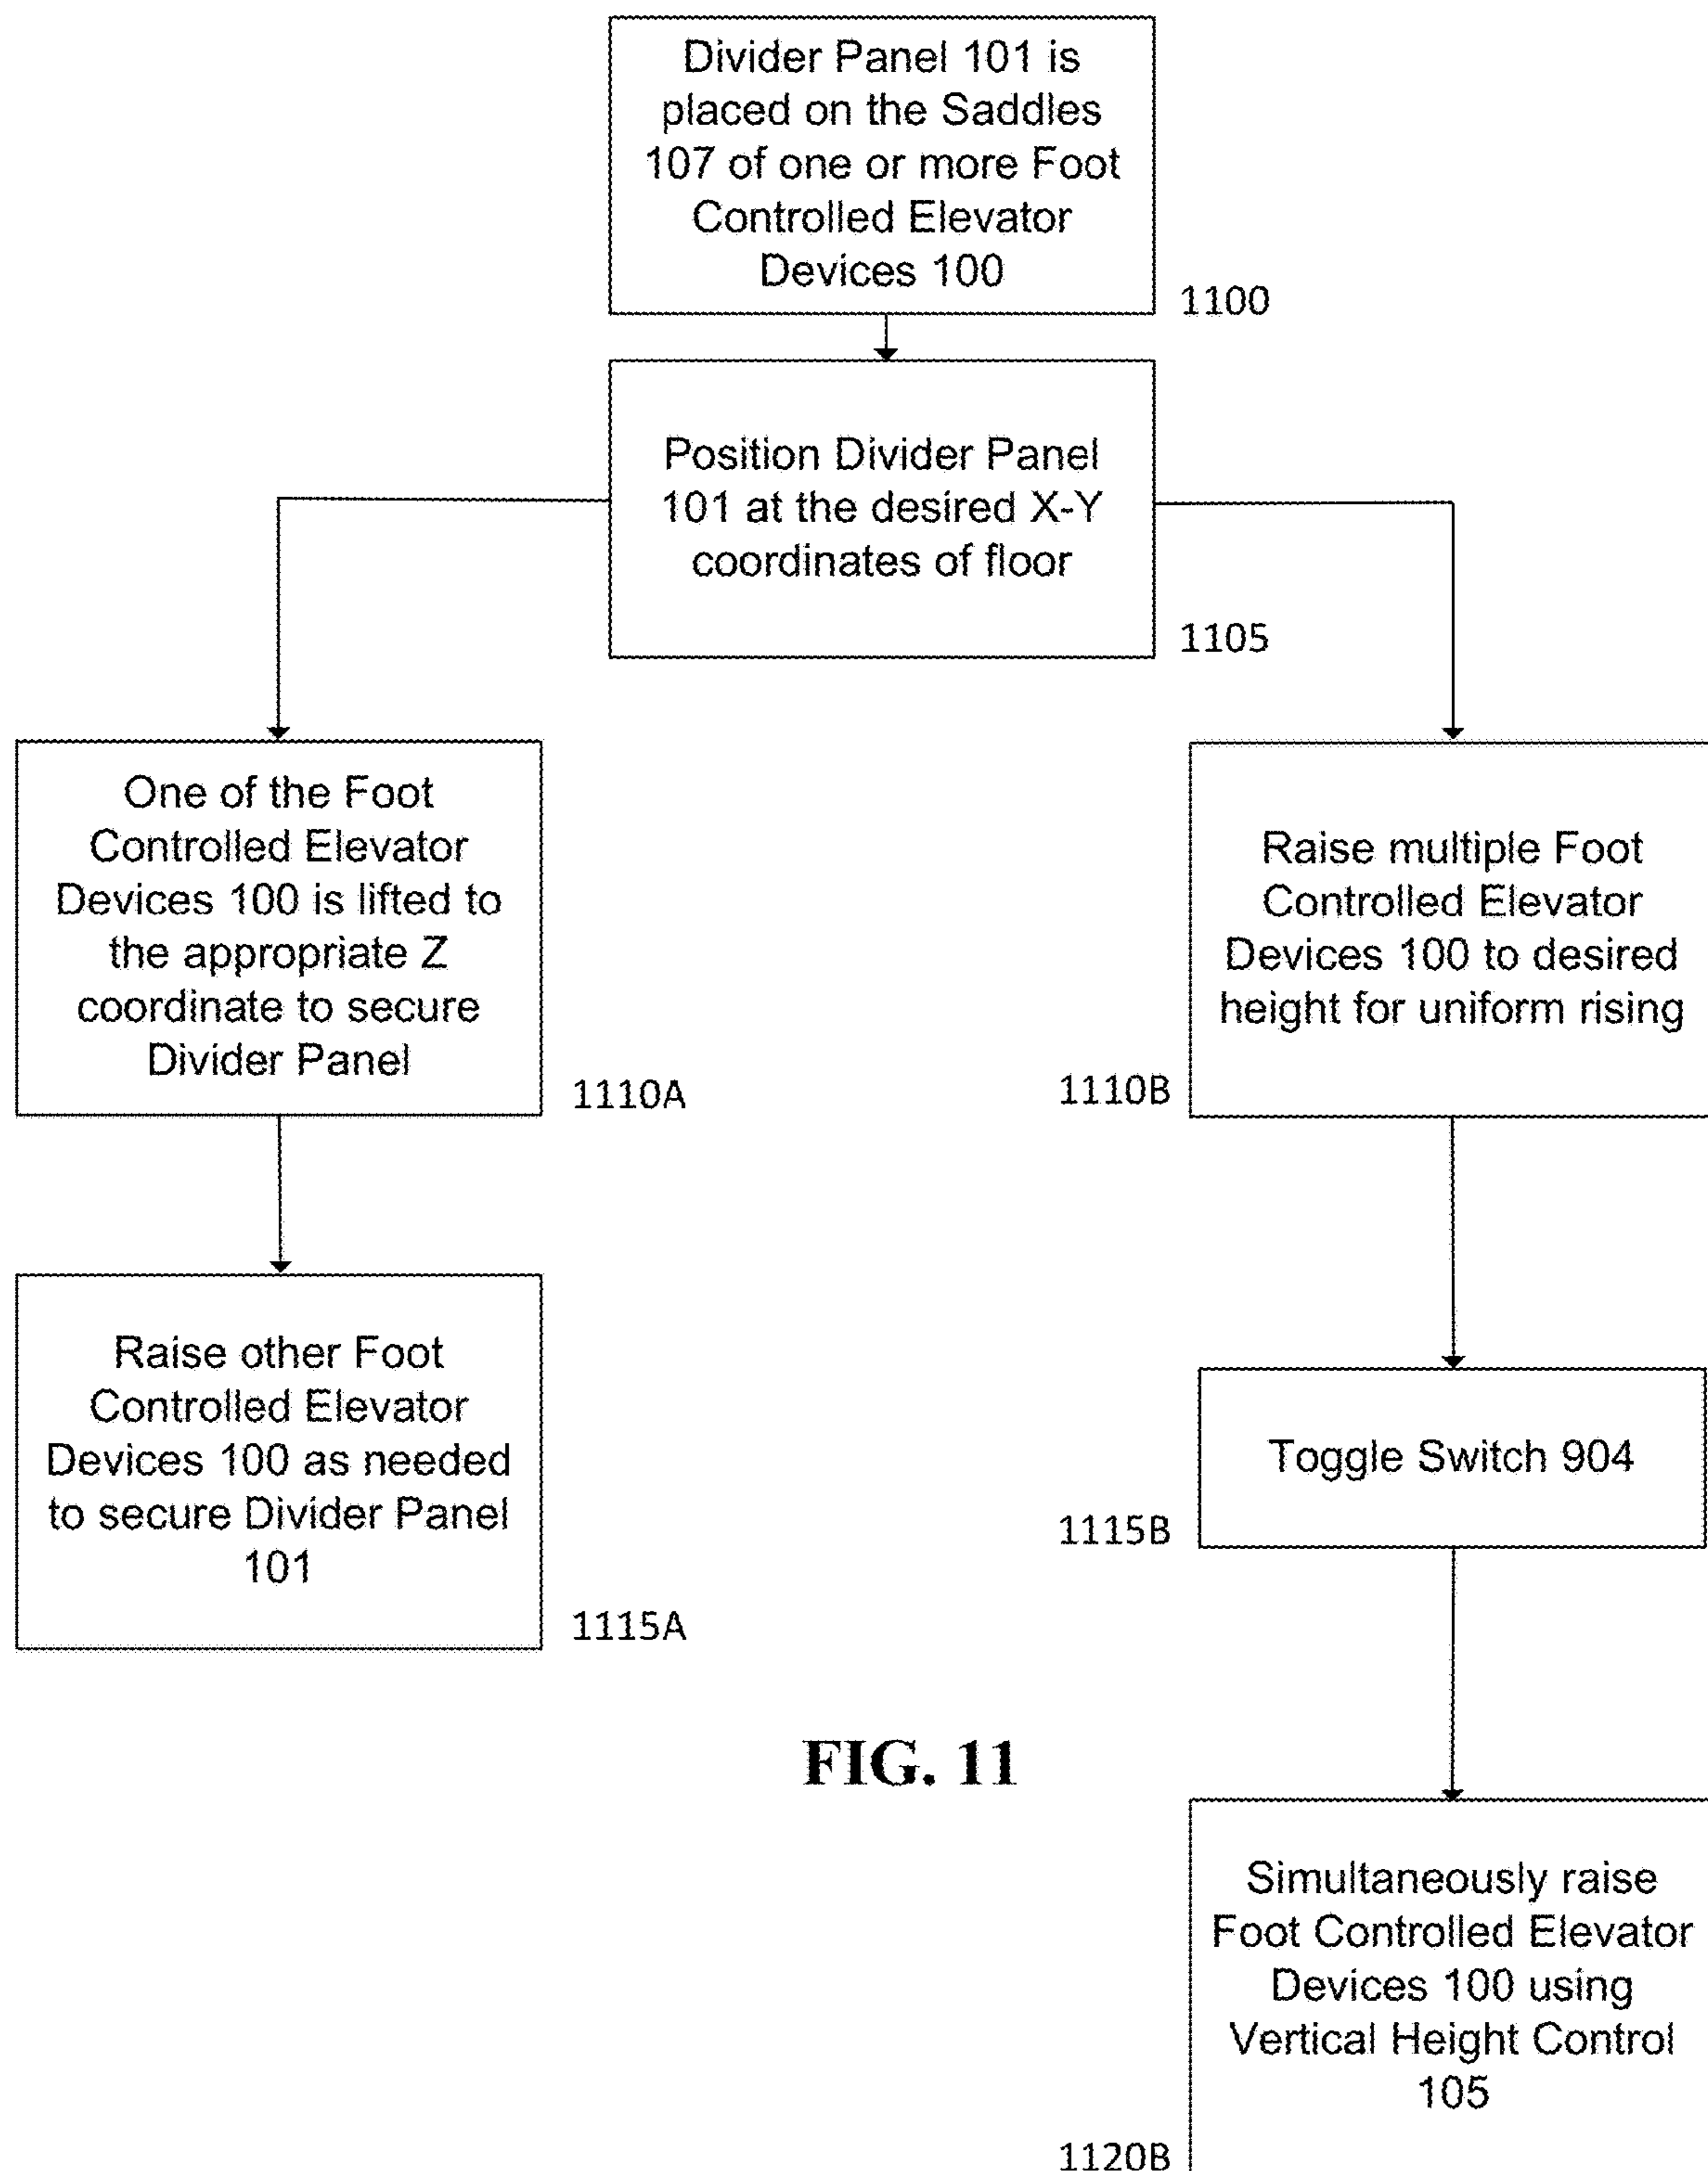 Divider Panel 101 is
placed on the Saddles
107 of one or more Foot
Controlled Elevator
Devices 100
1100
Position Divider Panel
101 at the desired X-Y
coordinates of floor
1105
One of the Foot
Controlled Elevator
Devices 100 is lifted to
the appropriate Z
coordinate to secure
Divider Panel
1110A
Raise other Foot
Controlled Elevator
Devices 100 as needed
to secure Divider Panel
101
1115A
Raise multiple Foot
Controlled Elevator
Devices 100 to desired
height for uniform rising
1110B
Toggle Switch 904
1115B
Simultaneously raise
Foot Controlled Elevator
Devices 100 using
Vertical Height Control
105
1120B
FIG. 11